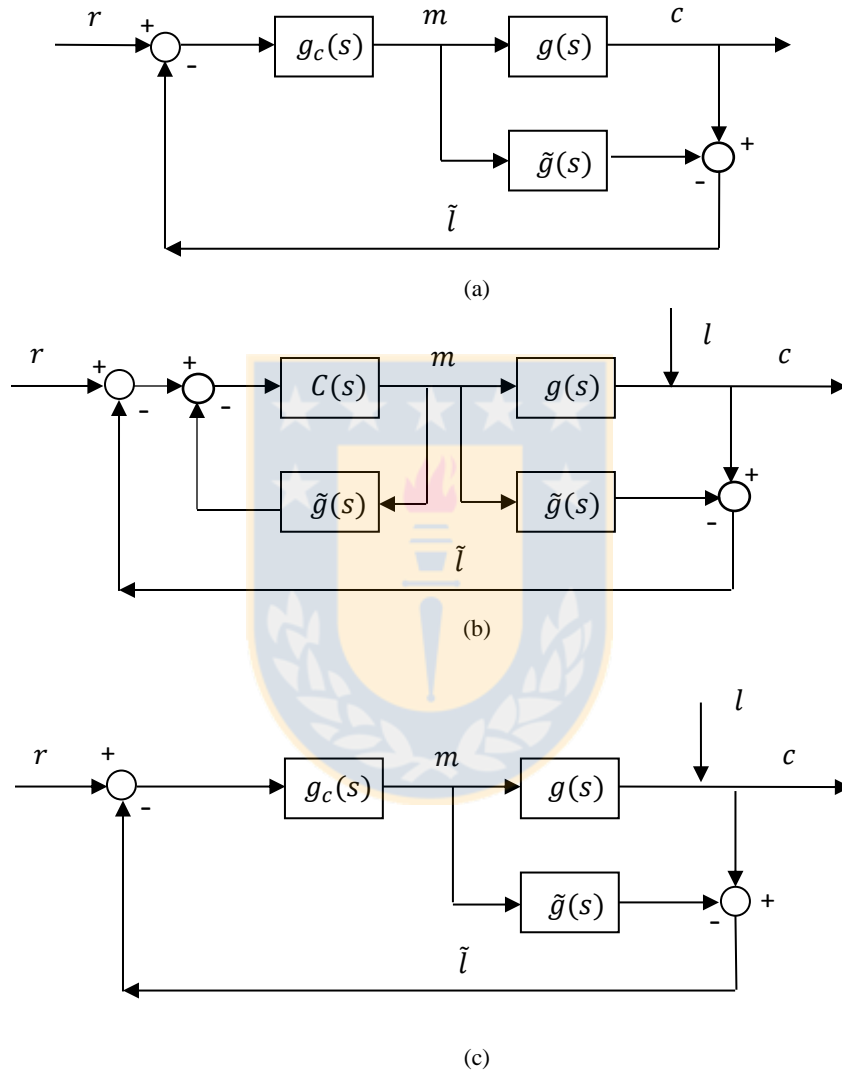 r + - g_c(s) m g(s) c
g̃(s) + -
l̃
(a)
l
r + - + - C(s) m g(s) c
g̃(s) g̃(s) + -
l̃
(b)
l
r + - g_c(s) m g(s) c
g̃(s) - +
l̃
(c)